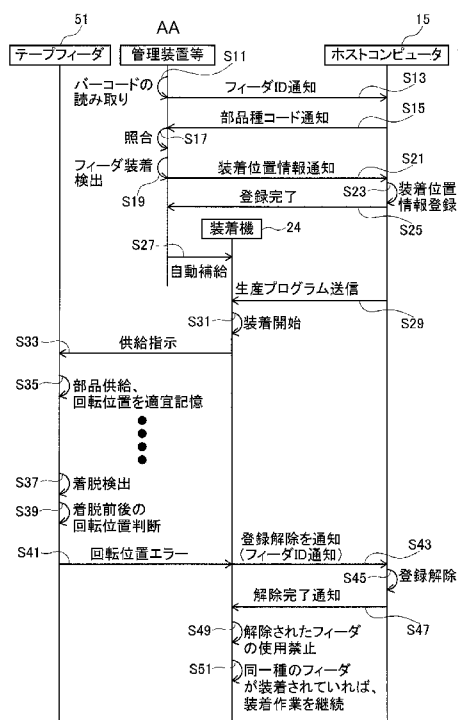 51
AA
15
テープフィーダ
管理装置等
ホストコンピュータ
S11
バーコードの
読み取り
フィーダID通知
S13
部品種コード通知
S15
照合
S17
フィーダ装着
検出
S19
装着位置情報通知
S21
S23
装着位置
情報登録
登録完了
S25
装着機
24
S27
自動補給
生産プログラム送信
S29
S31
装着開始
S33
供給指示
S35
部品供給、
回転位置を適宜記憶
S37
着脱検出
S39
着脱前後の
回転位置判断
S41
回転位置エラー
登録解除を通知
(フィーダID通知)
S43
S45
登録解除
解除完了通知
S47
S49
解除されたフィーダ
の使用禁止
S51
同一種のフィーダ
が装着されていれば、
装着作業を継続